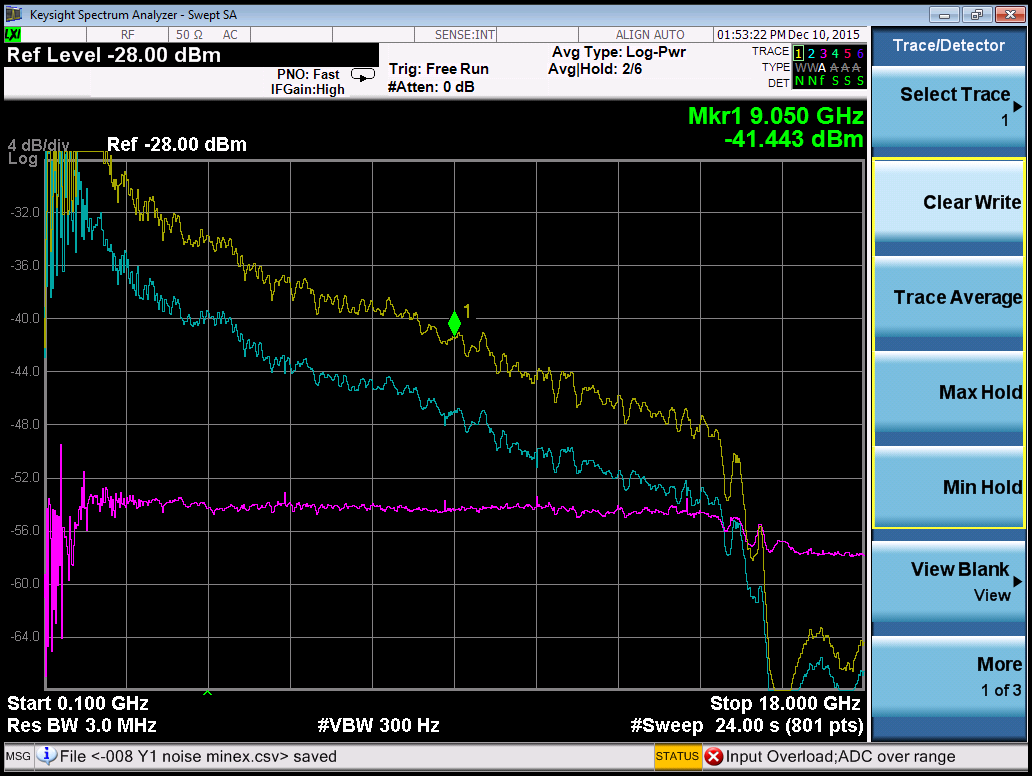 Keysight Spectrum Analyzer - Swept SA
LXI
RF
50 Ω
AC
SENSE:INT
ALIGN AUTO
01:53:22 PM Dec 10, 2015
Ref Level -28.00 dBm
PNO: Fast
IFGain:High
Trig: Free Run
#Atten: 0 dB
Avg Type: Log-Pwr
Avg|Hold: 2/6
TRACE 1 2 3 4 5 6
TYPE W W A A A A
DET N N f S S S
Mkr1 9.050 GHz
-41.443 dBm
4 dB/div
Log
Ref -28.00 dBm
-32.0
-36.0
-40.0
-44.0
-48.0
-52.0
-56.0
-60.0
-64.0
1
Start 0.100 GHz
Stop 18.000 GHz
Res BW 3.0 MHz
#VBW 300 Hz
#Sweep 24.00 s (801 pts)
Trace/Detector
Select Trace
1
Clear Write
Trace Average
Max Hold
Min Hold
View Blank
View
More
1 of 3
MSG
File <-008 Y1 noise minex.csv> saved
STATUS
Input Overload;ADC over range